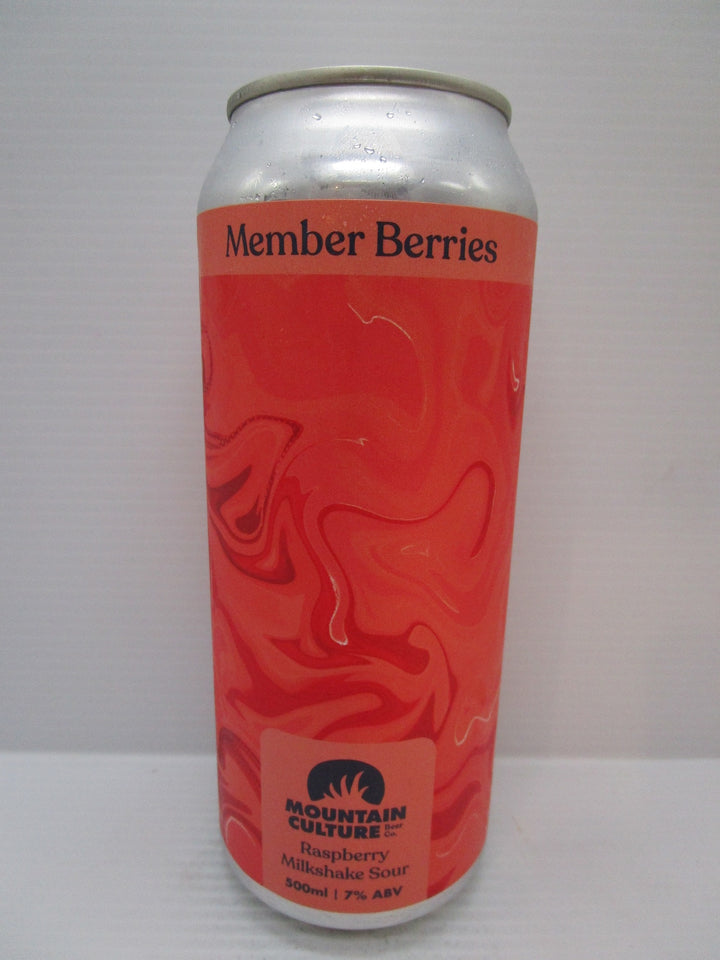 Member Berries
MOUNTAIN
CULTURE Beer Co.
Raspberry
Milkshake Sour
500ml | 7% ABV